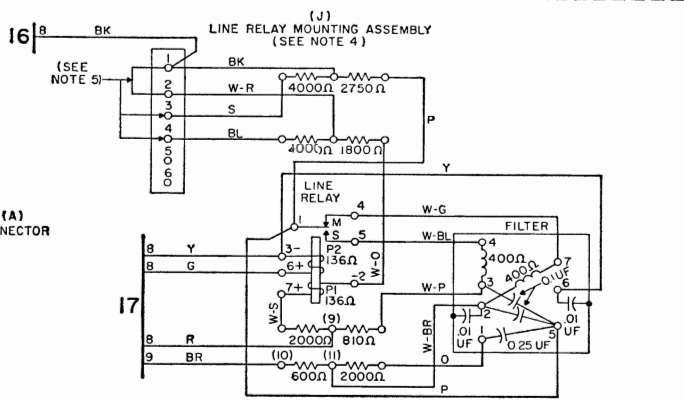 (J)
LINE RELAY MOUNTING ASSEMBLY
(SEE NOTE 4)
16 8 BK
(SEE NOTE 5)
1
2
3
4
5
6
BK
W-R
S
BL
4000Ω 2750Ω
4000Ω 1800Ω
P
Y
(A)
NECTOR
LINE
RELAY
1
M 4 W-G
S 5 W-BL
FILTER
17
8 Y 3-
8 G 6+
7+
P2
136Ω
P1
136Ω
-2
W-O
W-S
W-P
W-BR
4
400Ω
3
400Ω
7
0.1UF
6
.01
UF
2
.01
UF
1
0.25 UF
5
8 R
(9)
2000Ω 810Ω
9 BR (10) (11)
600Ω 2000Ω
O
P